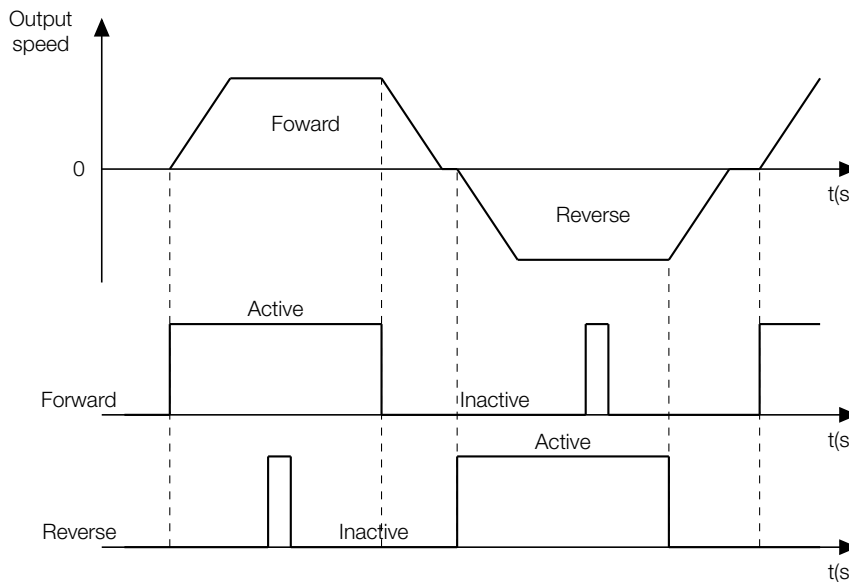 Output
speed
Foward
0
t(s
Reverse
Active
Forward
Inactive
t(s
Active
Reverse
Inactive
t(s